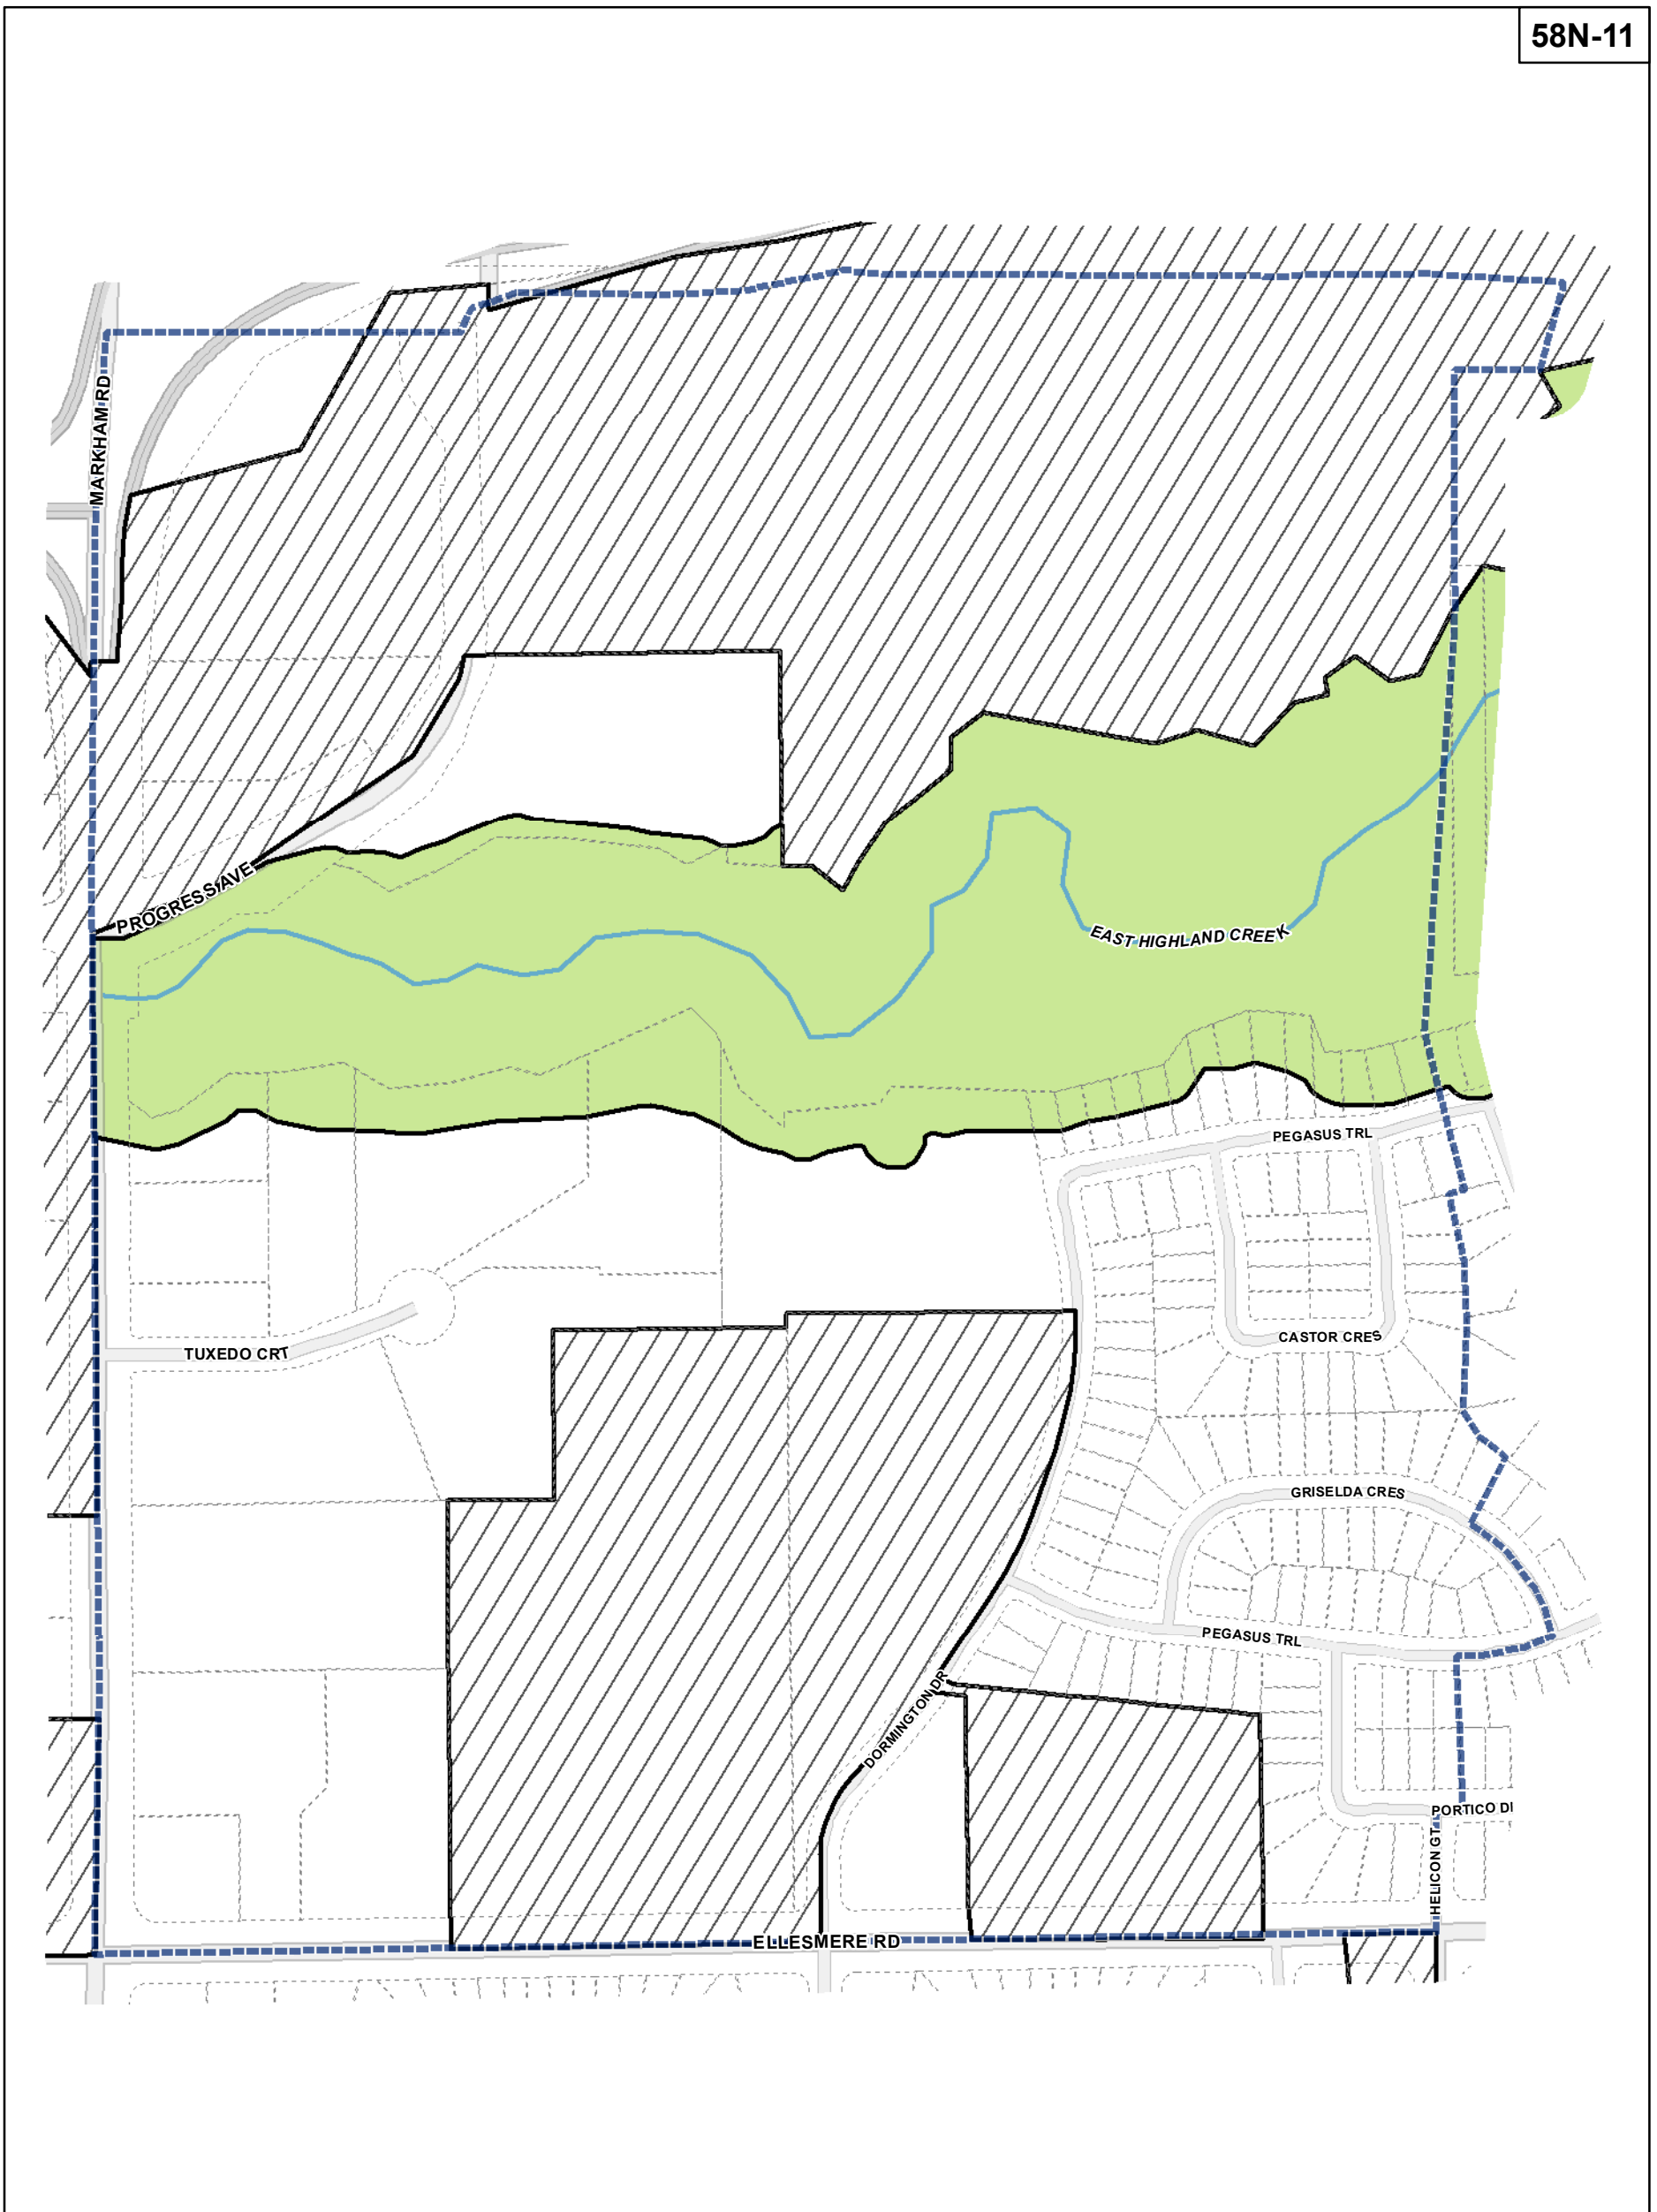 58N-11
MARKHAM RD
PROGRESS AVE
EAST HIGHLAND CREEK
PEGASUS TRL
CASTOR CRES
TUXEDO CRT
GRISELDA CRES
PEGASUS TRL
DORMINGTON DR
PORTICO DI
HELICON GT
ELLESMERE RD